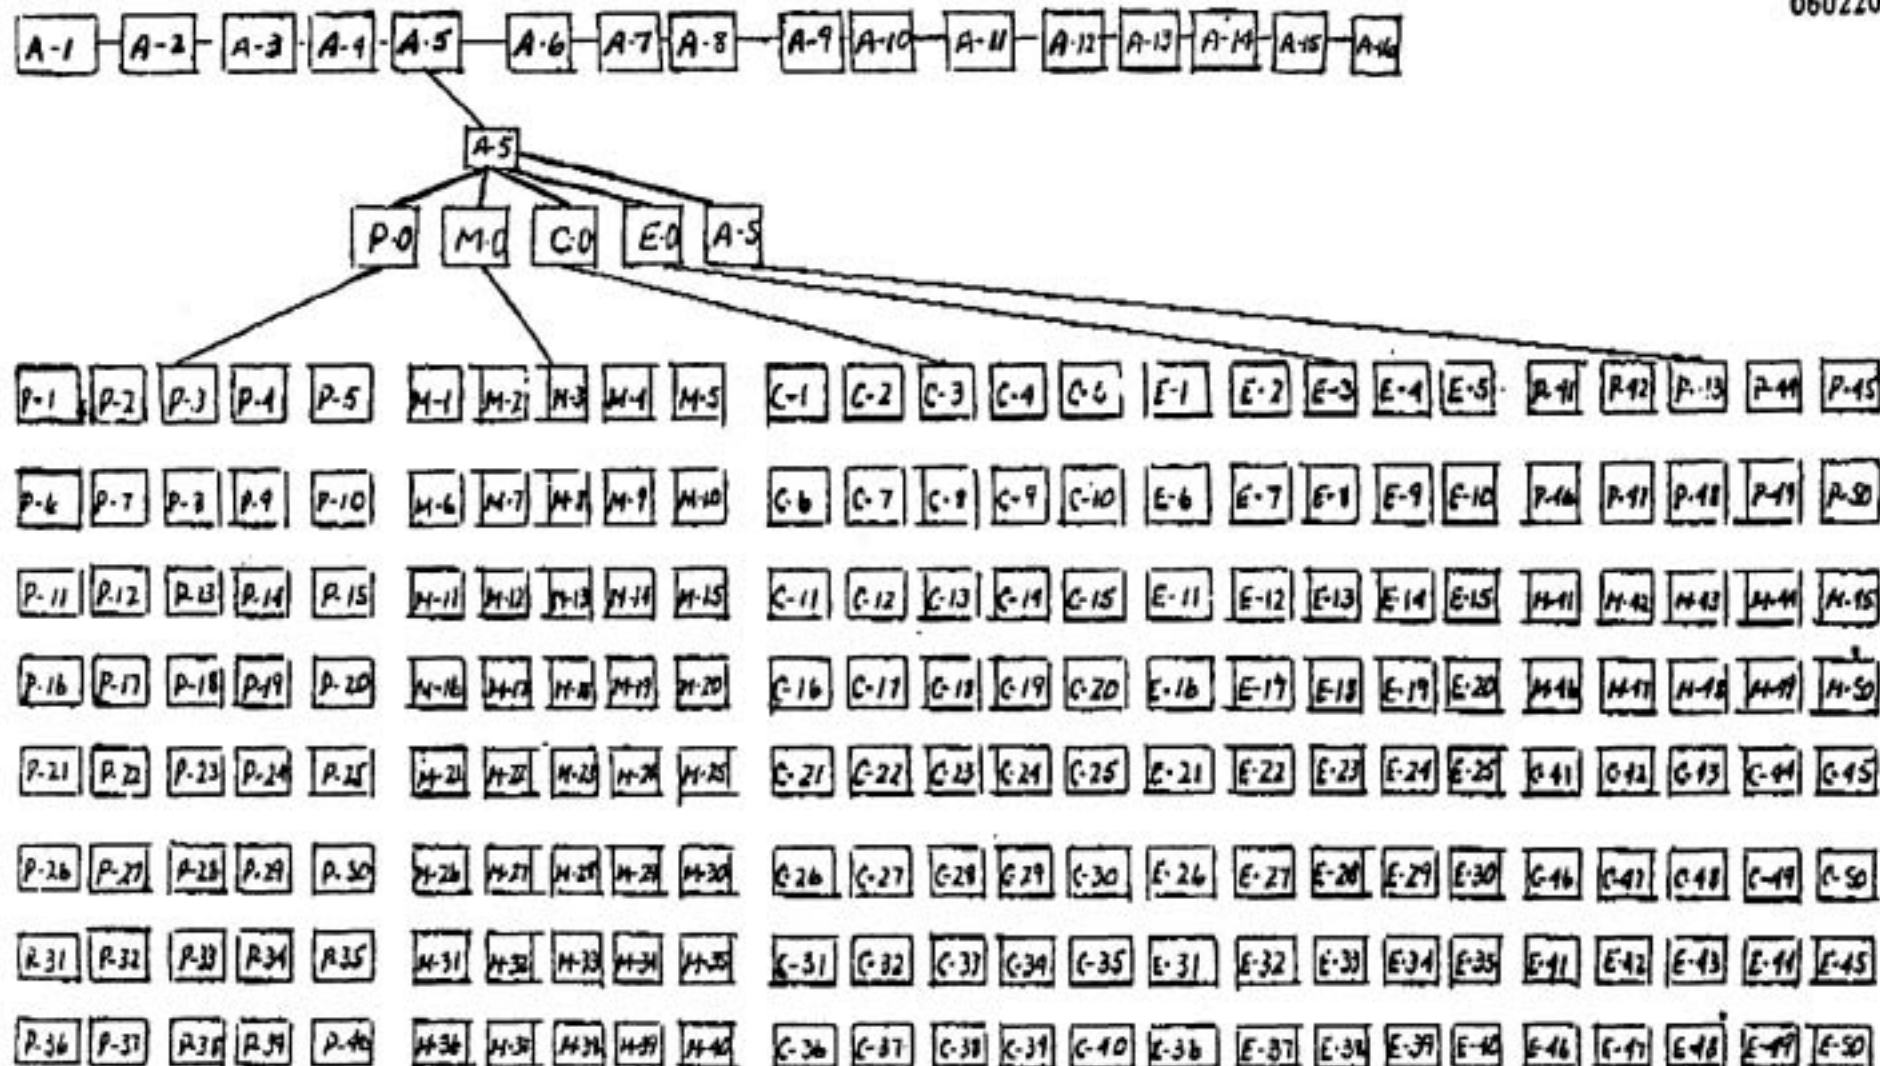 060220
A-1 A-2 A-3 A-4 A-5 A-6 A-7 A-8 A-9 A-10 A-11 A-12 A-13 A-14 A-15 A-16
A-5
P-0 M-0 C-0 E-0 A-5
P-1 P-2 P-3 P-4 P-5 M-1 M-2 M-3 M-4 M-5 C-1 C-2 C-3 C-4 E-1 E-2 E-3 E-4 E-5 P-41 P-42 P-43 P-44 P-45
P-6 P-7 P-8 P-9 P-10 M-6 M-7 M-8 M-9 M-10 C-6 C-7 C-8 C-9 C-10 E-6 E-7 E-8 E-9 E-10 P-46 P-47 P-48 P-49 P-50
P-11 P-12 P-13 P-14 P-15 M-11 M-12 M-13 M-14 M-15 C-11 C-12 C-13 C-14 C-15 E-11 E-12 E-13 E-14 E-15 M-41 M-42 M-43 M-44 M-45
P-16 P-17 P-18 P-19 P-20 M-16 M-17 M-18 M-19 M-20 C-16 C-17 C-18 C-19 C-20 E-16 E-17 E-18 E-19 E-20 M-46 M-47 M-48 M-49 M-50
P-21 P-22 P-23 P-24 P-25 M-21 M-22 M-23 M-24 M-25 C-21 C-22 C-23 C-24 C-25 E-21 E-22 E-23 E-24 E-25 C-41 C-42 C-43 C-44 C-45
P-26 P-27 P-28 P-29 P-30 M-26 M-27 M-28 M-29 M-30 C-26 C-27 C-28 C-29 C-30 E-26 E-27 E-28 E-29 E-30 C-46 C-47 C-48 C-49 C-50
P-31 P-32 P-33 P-34 P-35 M-31 M-32 M-33 M-34 M-35 C-31 C-32 C-33 C-34 C-35 E-31 E-32 E-33 E-34 E-35 E-41 E-42 E-43 E-44 E-45
P-36 P-37 P-38 P-39 P-40 M-36 M-37 M-38 M-39 M-40 C-36 C-37 C-38 C-39 C-40 E-36 E-37 E-38 E-39 E-40 E-46 E-47 E-48 E-49 E-50